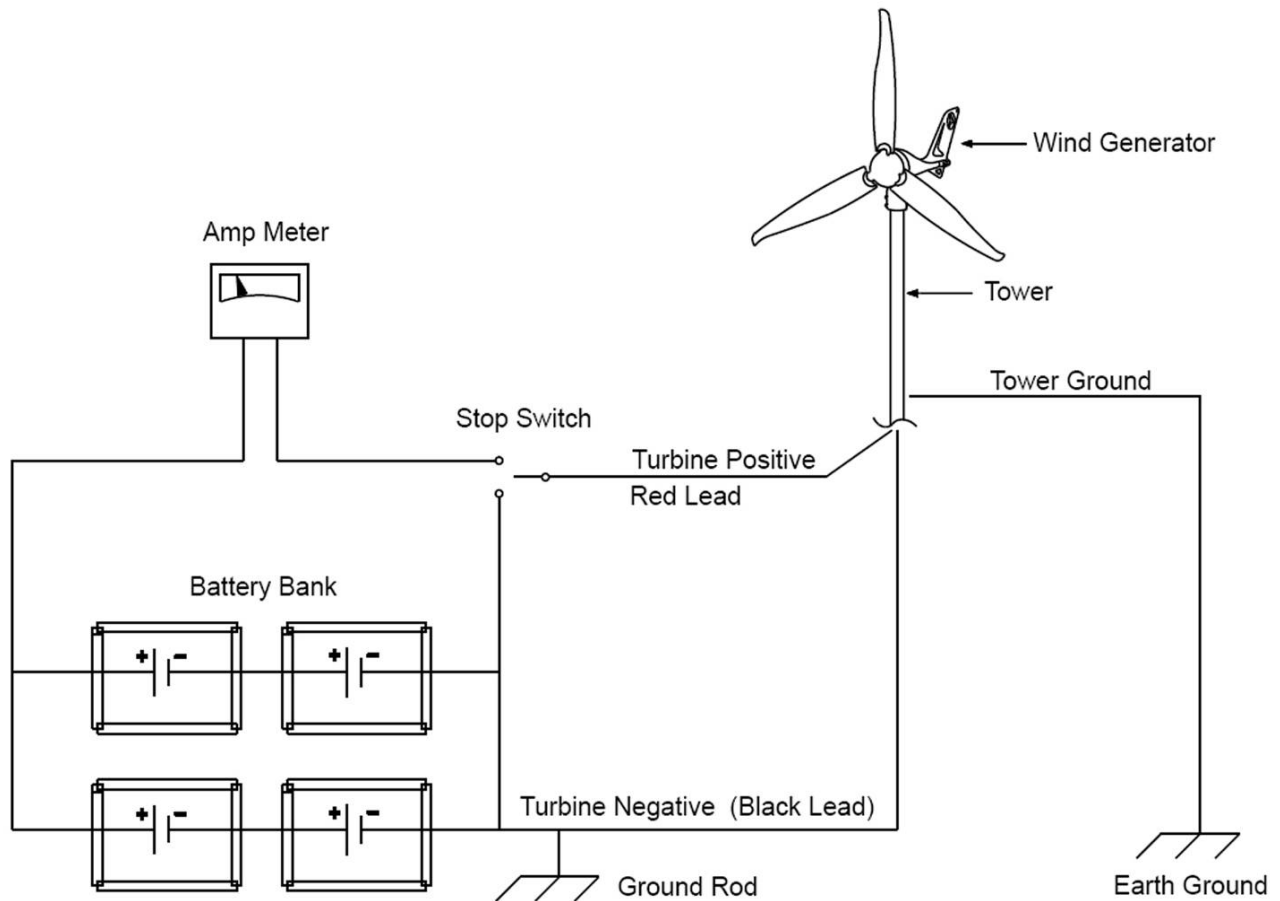 Wind Generator
Amp Meter
Tower
Tower Ground
Stop Switch
Turbine Positive
Red Lead
Battery Bank
+ -
+ -
+ -
+ -
Turbine Negative (Black Lead)
Ground Rod
Earth Ground